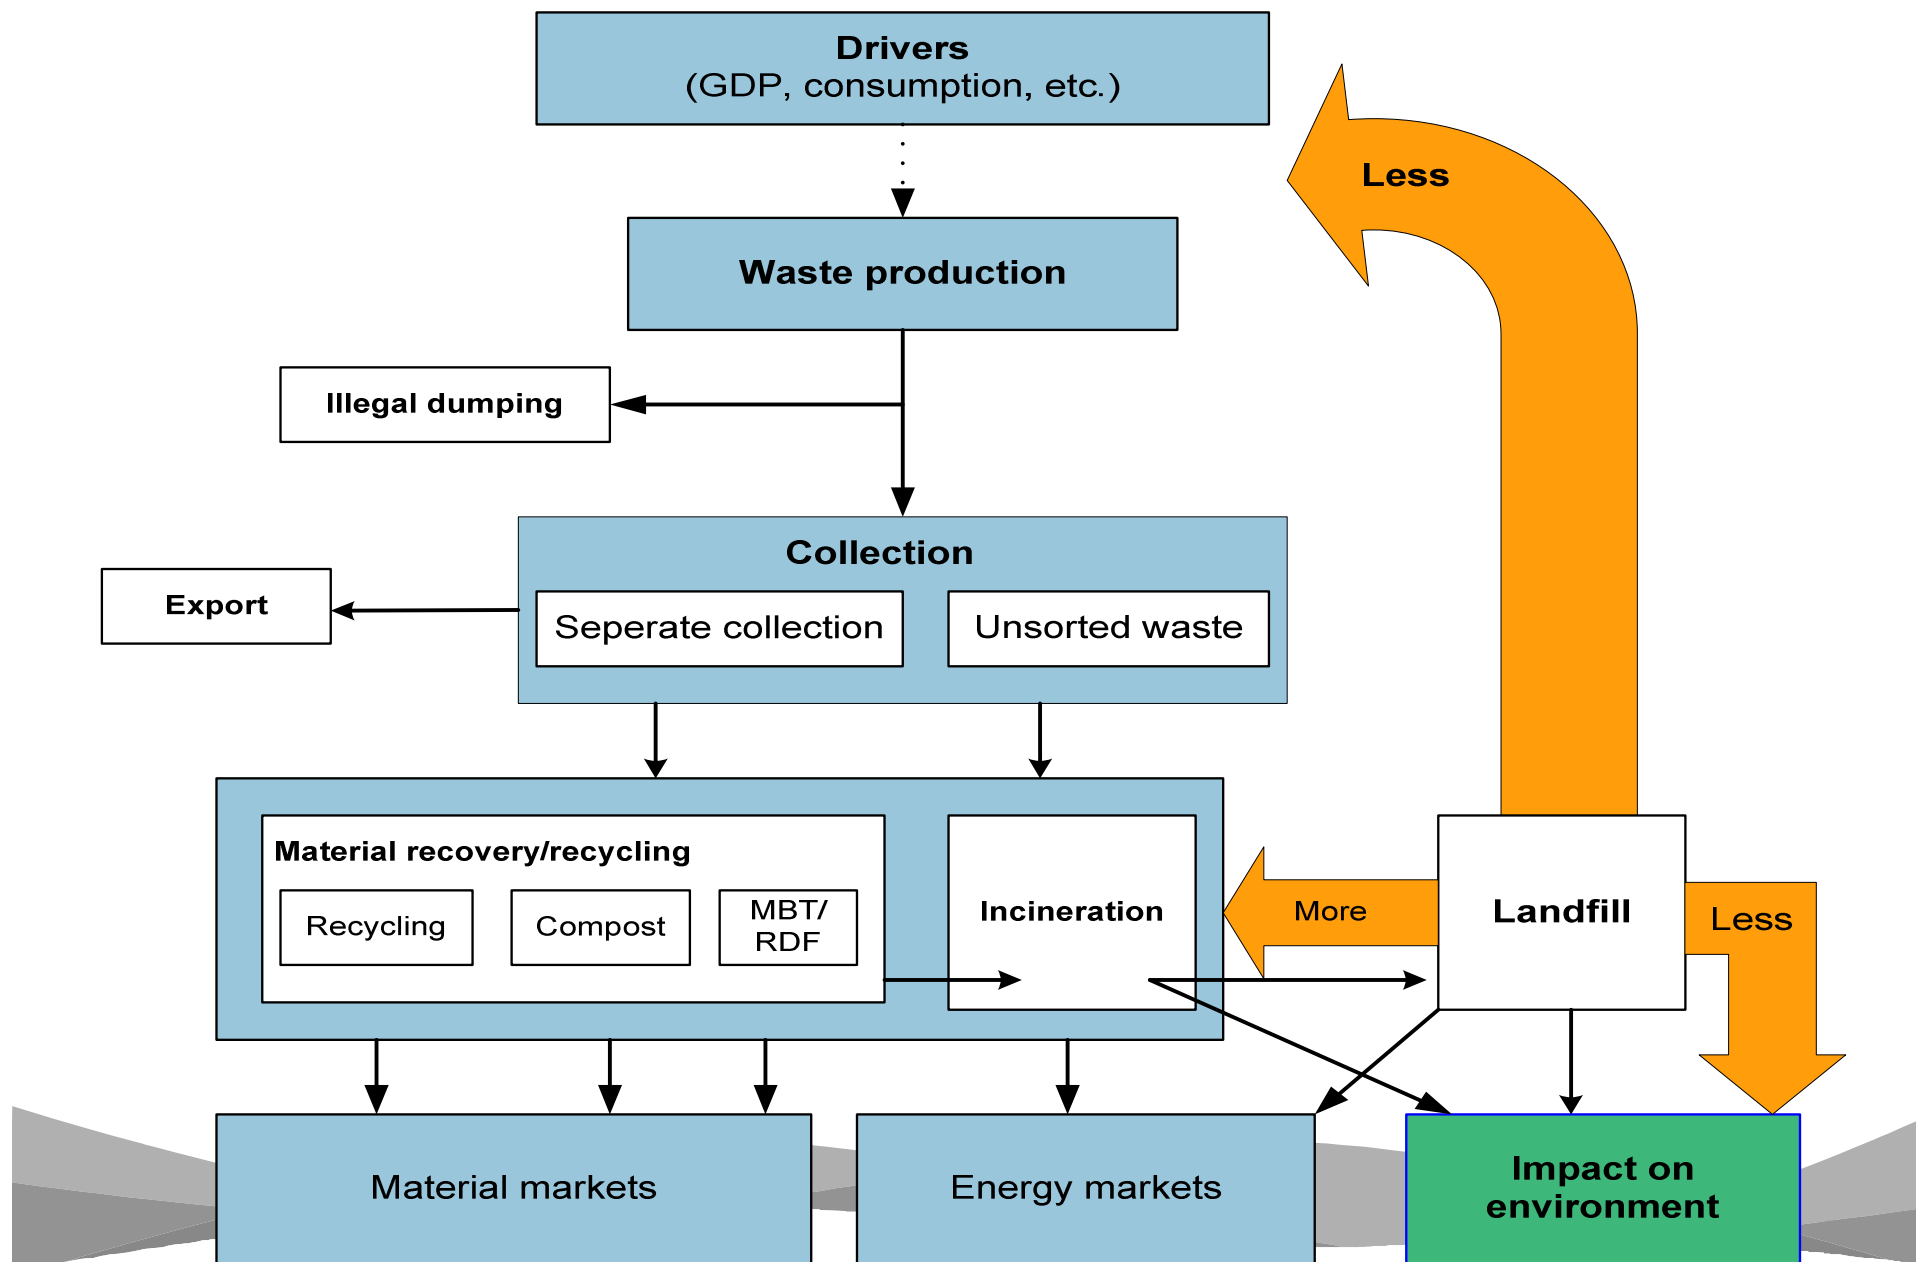 Drivers
(GDP, consumption, etc.)
Less
Waste production
Illegal dumping
Collection
Export
Seperate collection
Unsorted waste
Material recovery/recycling
Recycling
Compost
MBT/
RDF
Incineration
More
Landfill
Less
Material markets
Energy markets
Impact on
environment